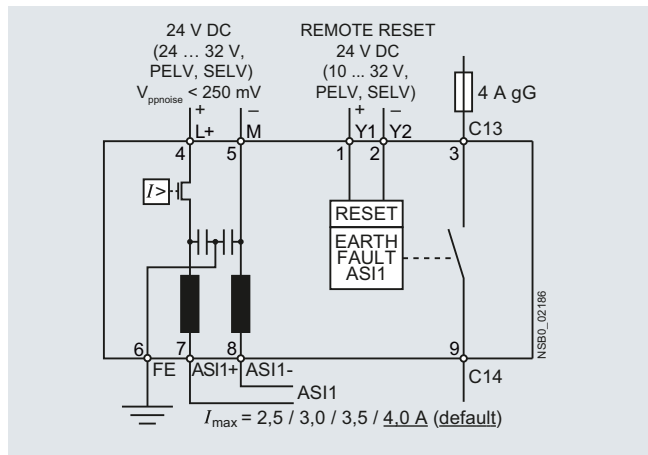 24 V DC
(24 ... 32 V,
PELV, SELV)
Vppnoise < 250 mV
REMOTE RESET
24 V DC
(10 ... 32 V,
PELV, SELV)
4 A gG
+ – + –
L+ M Y1 Y2 C13
4 5 1 2 3
I>
RESET
EARTH
FAULT
ASI1
NSB0_02186
6 7 8 9
FE ASI1+ ASI1- C14
ASI1
Imax = 2,5 / 3,0 / 3,5 / 4,0 A (default)